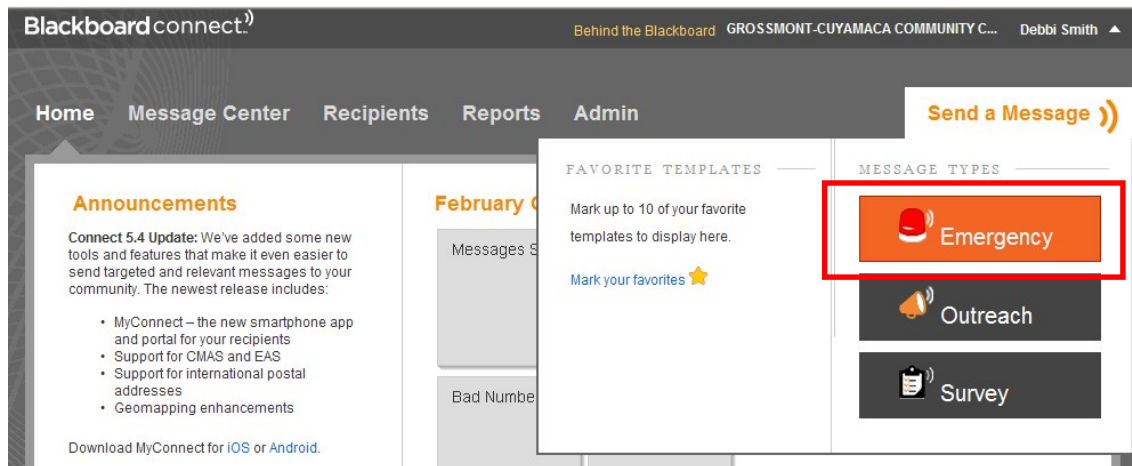 Blackboard connect.
Behind the Blackboard GROSSMONT-CUYAMACA COMMUNITY C... Debbi Smith
Home Message Center Recipients Reports Admin Send a Message
Announcements
Connect 5.4 Update: We've added some new
tools and features that make it even easier to
send targeted and relevant messages to your
community. The newest release includes:
• MyConnect – the new smartphone app
and portal for your recipients
• Support for CMAS and EAS
• Support for international postal
addresses
• Geomapping enhancements
Download MyConnect for iOS or Android.
February
Messages S
Bad Numbe
FAVORITE TEMPLATES
Mark up to 10 of your favorite
templates to display here.
Mark your favorites
MESSAGE TYPES
Emergency
Outreach
Survey